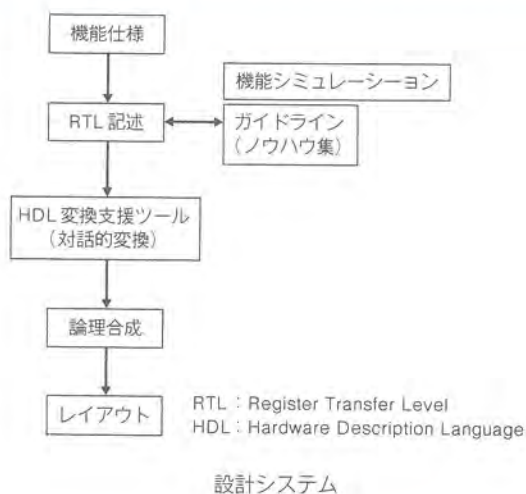 機能仕様
機能シミュレーシーョン
RTL 記述
ガイドライン
(ノウハウ集)
HDL 変換支援ツール
(対話的変換)
論理合成
レイアウト
RTL : Register Transfer Level
HDL : Hardware Description Language
設計システム